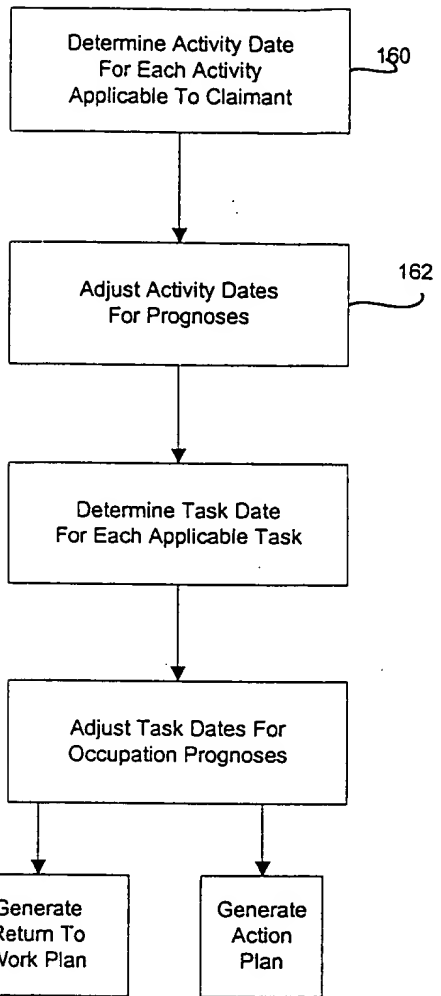 Determine Activity Date
For Each Activity
Applicable To Claimant
160
Adjust Activity Dates
For Prognoses
162
Determine Task Date
For Each Applicable Task
Adjust Task Dates For
Occupation Prognoses
Generate
Return To
Work Plan
Generate
Action
Plan